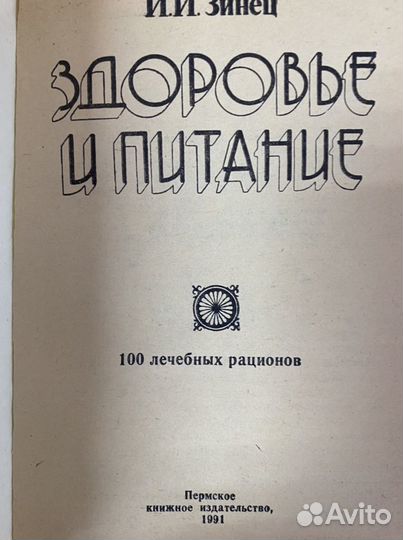 И.И. Зинец
ЗДОРОВЬЕ
И ПИТАНИЕ
100 лечебных рационов
Пермское
книжное издательство,
1991
Avito